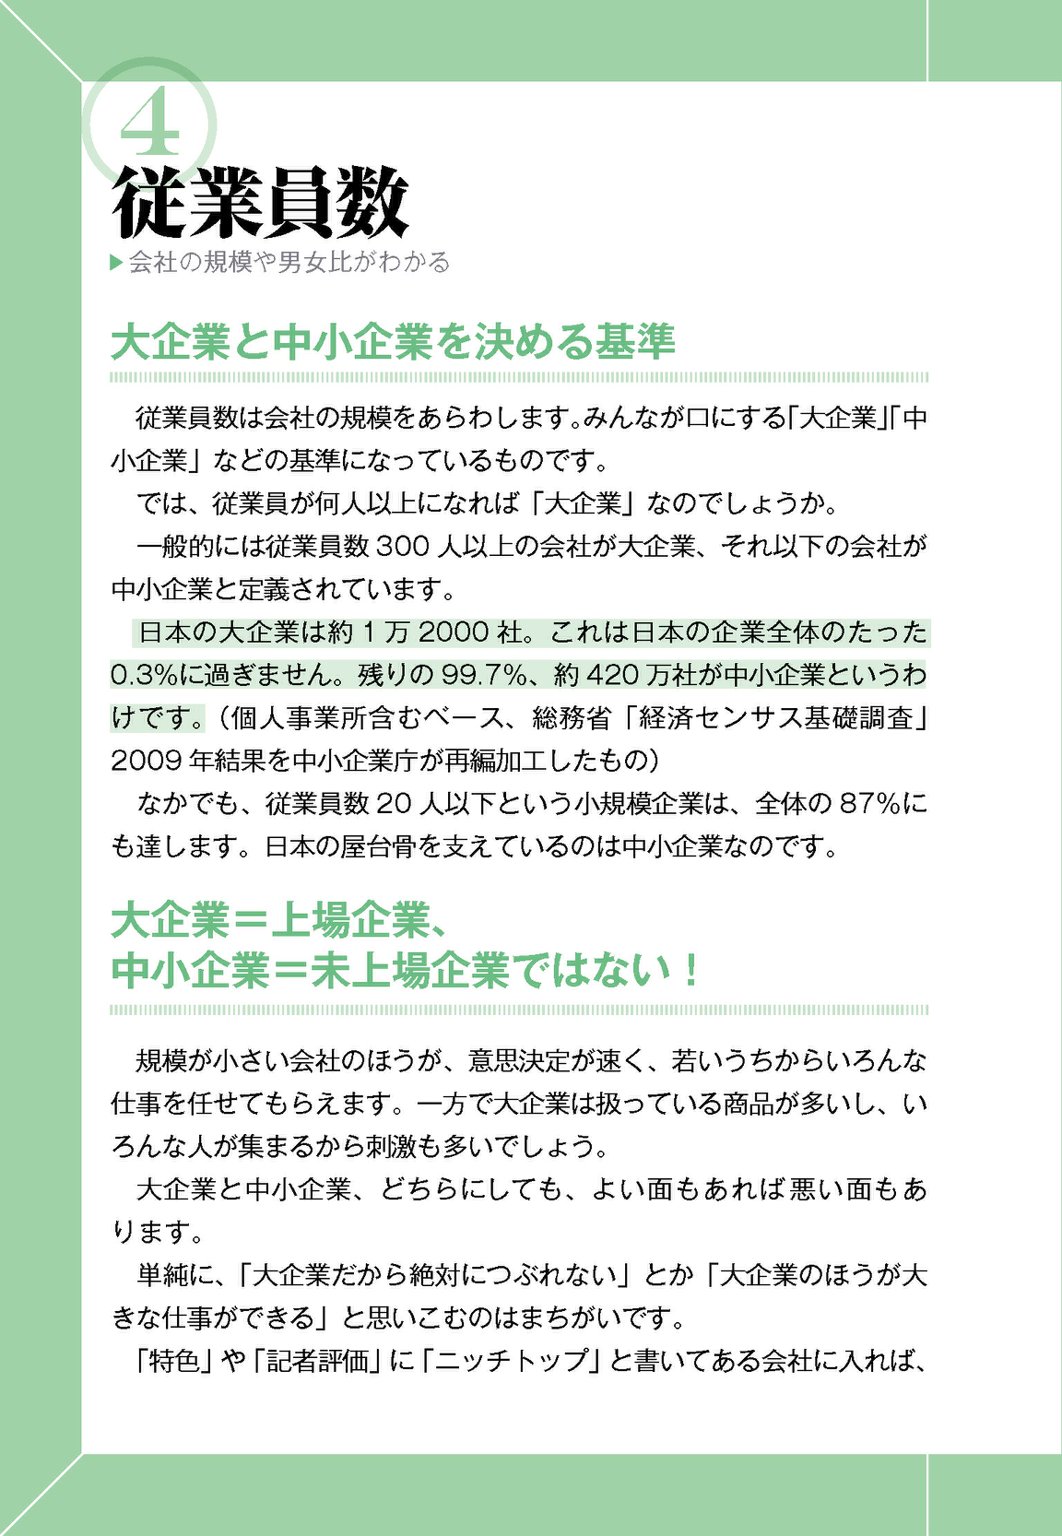 4
従業員数
▶会社の規模や男女比がわかる
大企業と中小企業を決める基準
従業員数は会社の規模をあらわします。みんなが口にする「大企業」「中
小企業」などの基準になっているものです。
では、従業員が何人以上になれば「大企業」なのでしょうか。
一般的には従業員数 300 人以上の会社が大企業、それ以下の会社が
中小企業と定義されています。
日本の大企業は約 1 万 2000 社。これは日本の企業全体のたった
0.3%に過ぎません。残りの 99.7%、約 420 万社が中小企業というわ
けです。（個人事業所含むベース、総務省「経済センサス基礎調査」
2009 年結果を中小企業庁が再編加工したもの）
なかでも、従業員数 20 人以下という小規模企業は、全体の 87%に
も達します。日本の屋台骨を支えているのは中小企業なのです。
大企業＝上場企業、
中小企業＝未上場企業ではない！
規模が小さい会社のほうが、意思決定が速く、若いうちからいろんな
仕事を任せてもらえます。一方で大企業は扱っている商品が多いし、い
ろんな人が集まるから刺激も多いでしょう。
大企業と中小企業、どちらにしても、よい面もあれば悪い面もあ
ります。
単純に、「大企業だから絶対につぶれない」とか「大企業のほうが大
きな仕事ができる」と思いこむのはまちがいです。
「特色」や「記者評価」に「ニッチトップ」と書いてある会社に入れば、